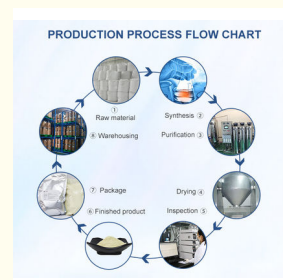 PRODUCTION PROCESS FLOW CHART
① Raw material
Synthesis ②
Purification ③
Drying ④
Inspection ⑤
⑥ Finished product
⑦ Package
⑧ Warehousing